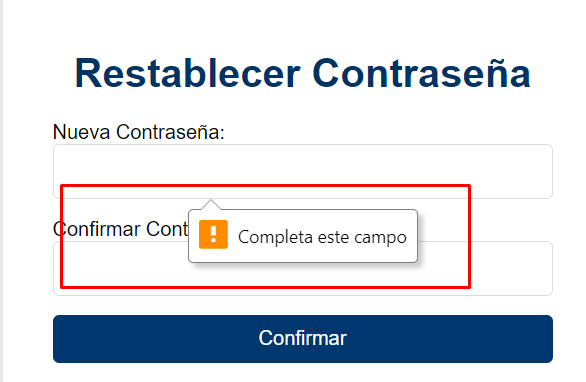 Restablecer Contraseña
Nueva Contraseña:
Confirmar Cont
! Completa este campo
Confirmar